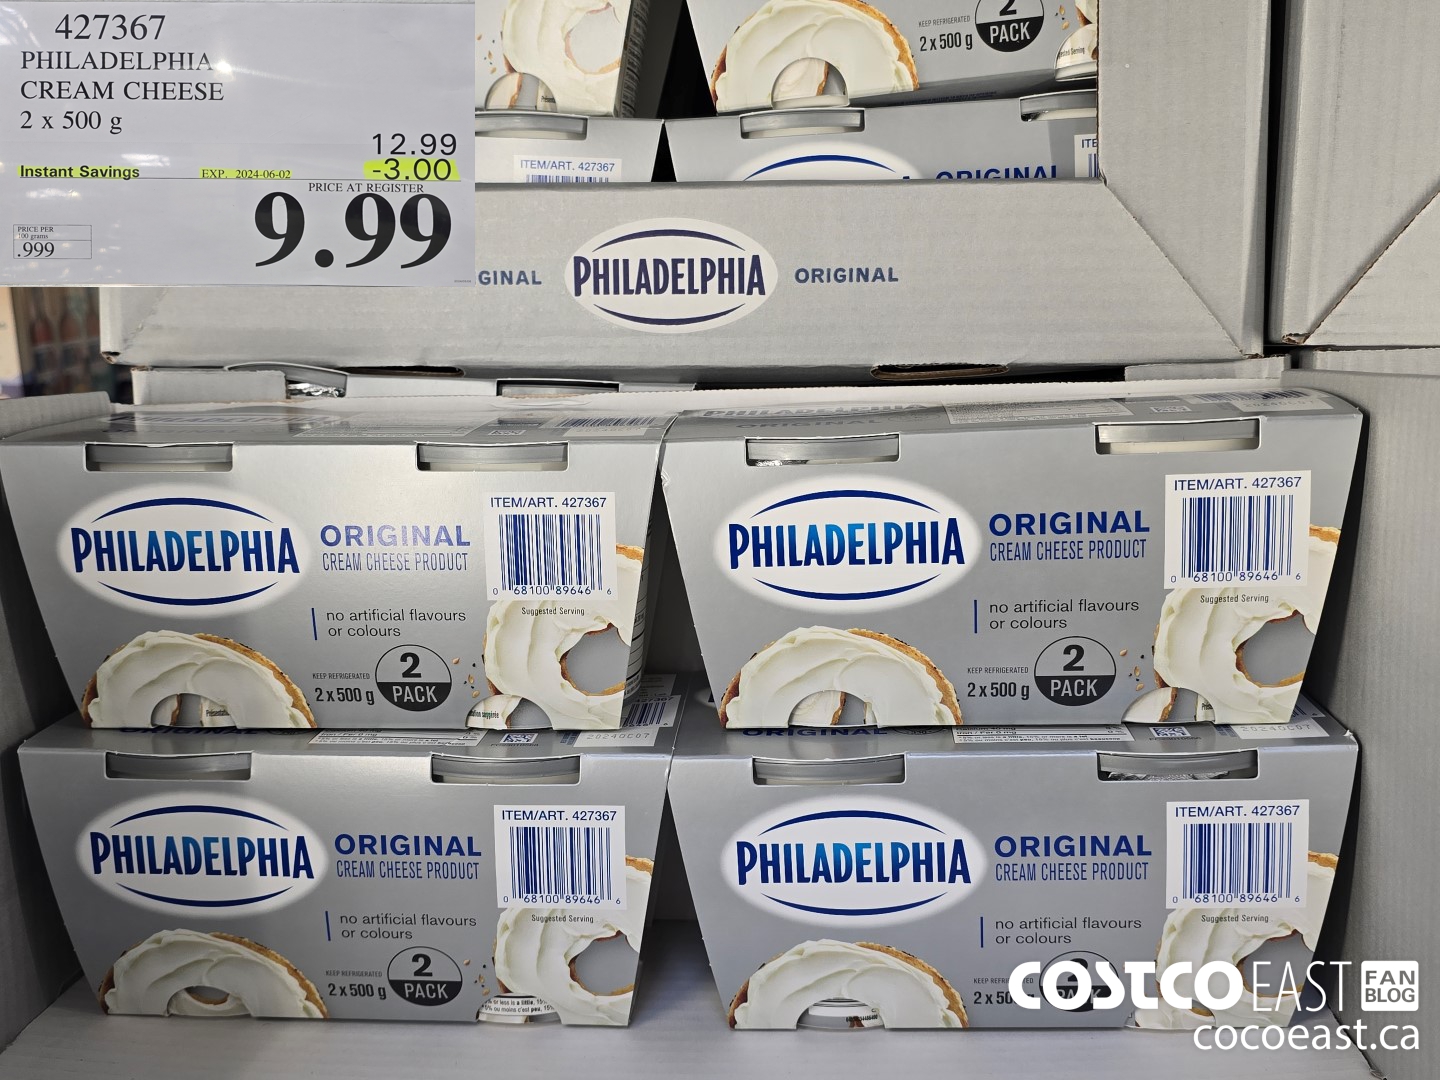 427367
PHILADELPHIA
CREAM CHEESE
2 x 500 g
12.99
Instant Savings EXP. 2024-06-02 -3.00
PRICE AT REGISTER
9.99
PRICE PER
100 grams
.999
KEEP REFRIGERATED
2 x 500 g
2
PACK
ITEM/ART. 427367
ORIGINAL
ITE
GINAL PHILADELPHIA ORIGINAL
PHILADELPHIA
ORIGINAL
CREAM CHEESE PRODUCT
no artificial flavours
or colours
KEEP REFRIGERATED
2 x 500 g
2
PACK
ITEM/ART. 427367
0 68100 89646 6
Suggested Serving
PHILADELPHIA
ORIGINAL
CREAM CHEESE PRODUCT
no artificial flavours
or colours
KEEP REFRIGERATED
2 x 500 g
2
PACK
ITEM/ART. 427367
0 68100 89646 6
Suggested Serving
427367
2024OC07
2024OC07
PHILADELPHIA
ORIGINAL
CREAM CHEESE PRODUCT
no artificial flavours
or colours
KEEP REFRIGERATED
2 x 500 g
2
PACK
ITEM/ART. 427367
0 68100 89646 6
Suggested Serving
PHILADELPHIA
ORIGINAL
CREAM CHEESE PRODUCT
no artificial flavours
or colours
ITEM/ART. 427367
0 68100 89646 6
Suggested Serving
COSTCO EAST FAN BLOG
cocoeast.ca